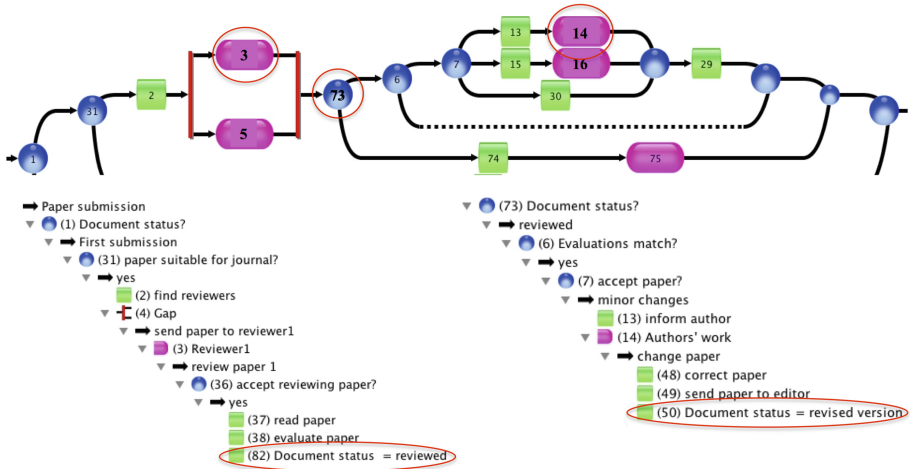 13
14
3
7
15
16
29
2
73
6
31
30
5
1
74
75
Paper submission
(1) Document status?
First submission
(31) paper suitable for journal?
yes
(2) find reviewers
(4) Gap
send paper to reviewer1
(3) Reviewer1
review paper 1
(36) accept reviewing paper?
yes
(37) read paper
(38) evaluate paper
(82) Document status = reviewed
(73) Document status?
reviewed
(6) Evaluations match?
yes
(7) accept paper?
minor changes
(13) inform author
(14) Authors' work
change paper
(48) correct paper
(49) send paper to editor
(50) Document status = revised version